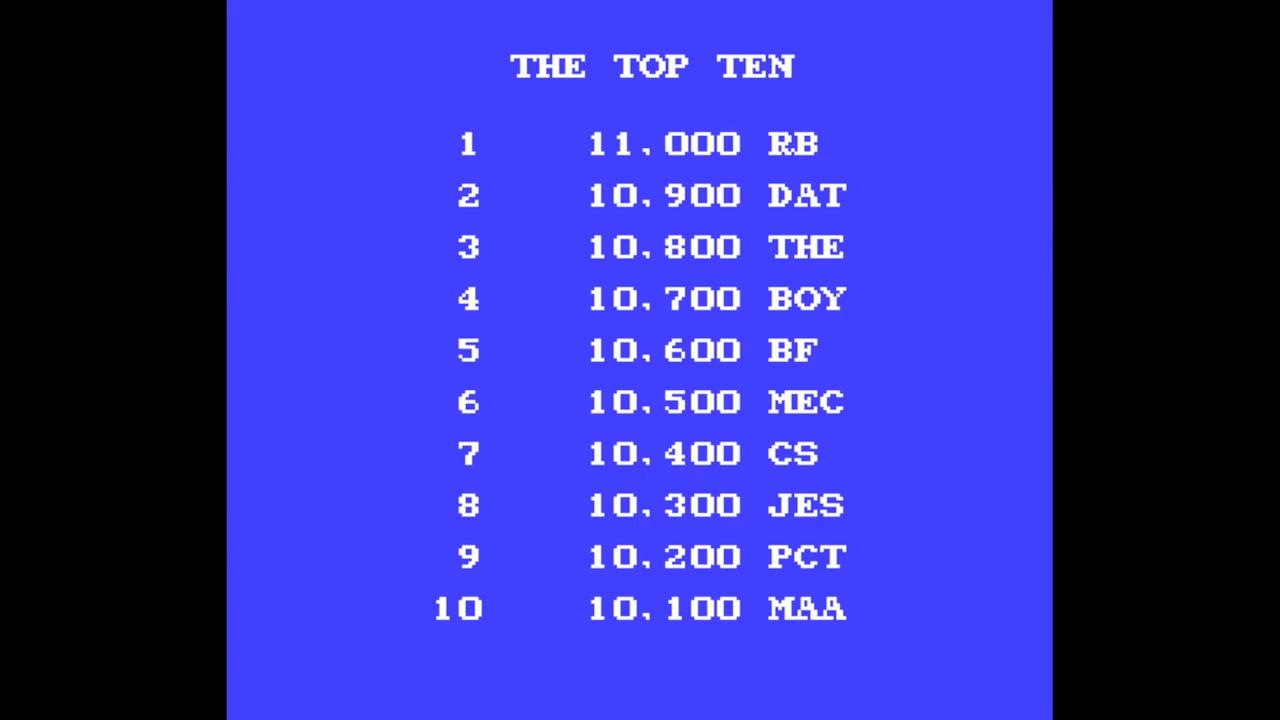 THE TOP TEN
1 11,000 RB
2 10,900 DAT
3 10,800 THE
4 10,700 BOY
5 10,600 BF
6 10,500 MEC
7 10,400 CS
8 10,300 JES
9 10,200 PCT
10 10,100 MAA